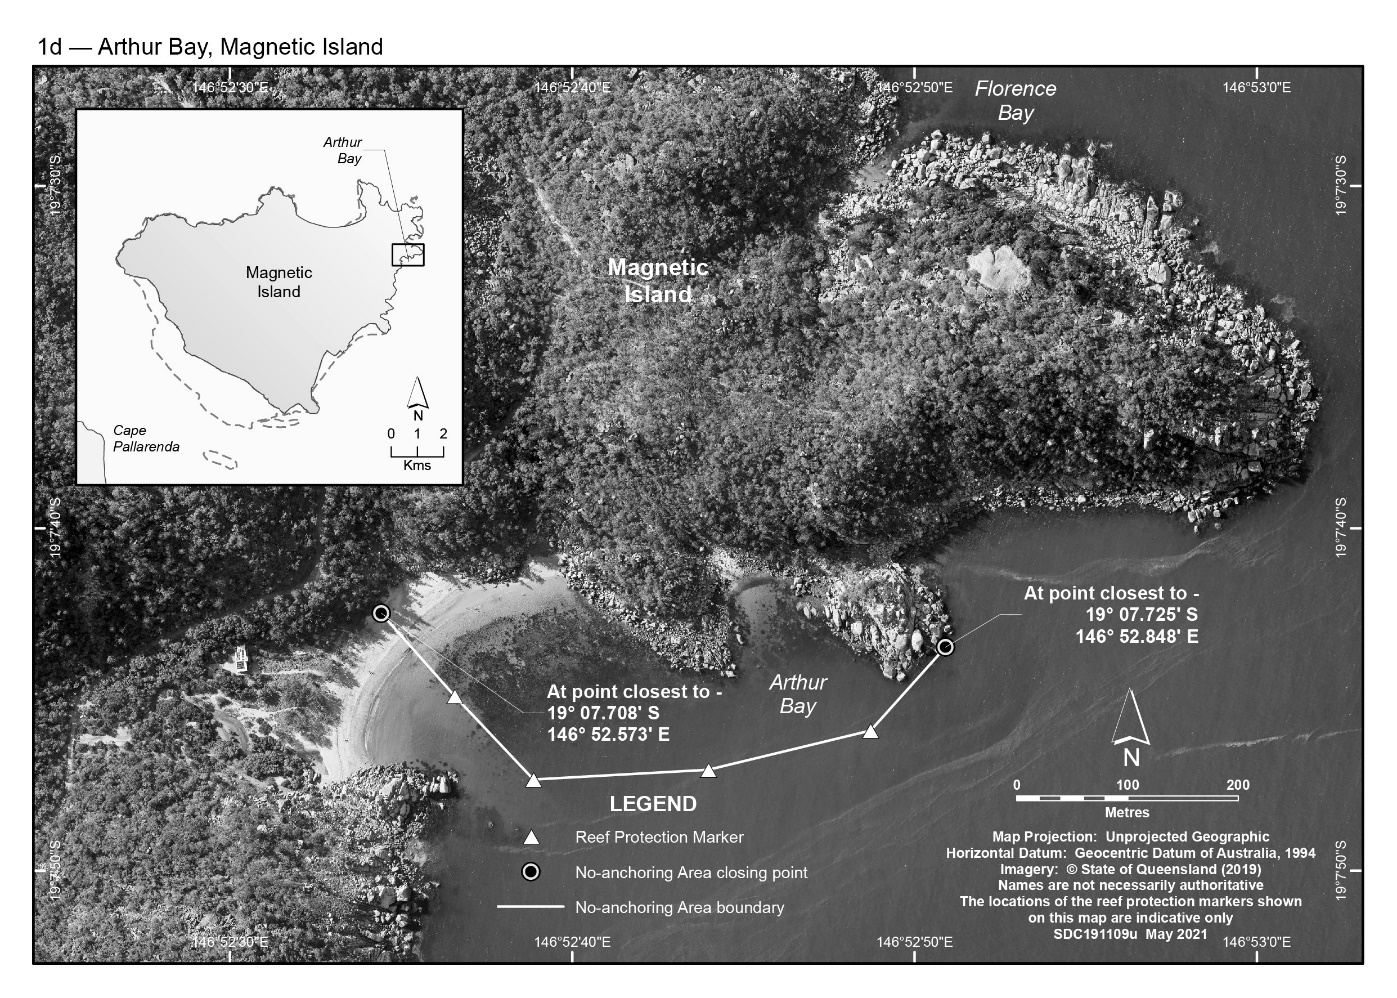 1d — Arthur Bay, Magnetic Island
146°52'30"E
146°52'40"E
146°52'50"E
146°53'0"E
Florence
Bay
Arthur
Bay
19°7'30"S
19°7'30"S
Magnetic
Island
Magnetic
Island
N
0 1 2
Kms
Cape
Pallarenda
19°7'40"S
19°7'40"S
At point closest to -
19° 07.725' S
146° 52.848' E
At point closest to -
19° 07.708' S
146° 52.573' E
Arthur
Bay
N
0 100 200
Metres
LEGEND
Reef Protection Marker
No-anchoring Area closing point
No-anchoring Area boundary
Map Projection: Unprojected Geographic
Horizontal Datum: Geocentric Datum of Australia, 1994
Imagery: © State of Queensland (2019)
Names are not necessarily authoritative
The locations of the reef protection markers shown
on this map are indicative only
SDC191109u May 2021
19°7'50"S
19°7'50"S
146°52'30"E
146°52'40"E
146°52'50"E
146°53'0"E